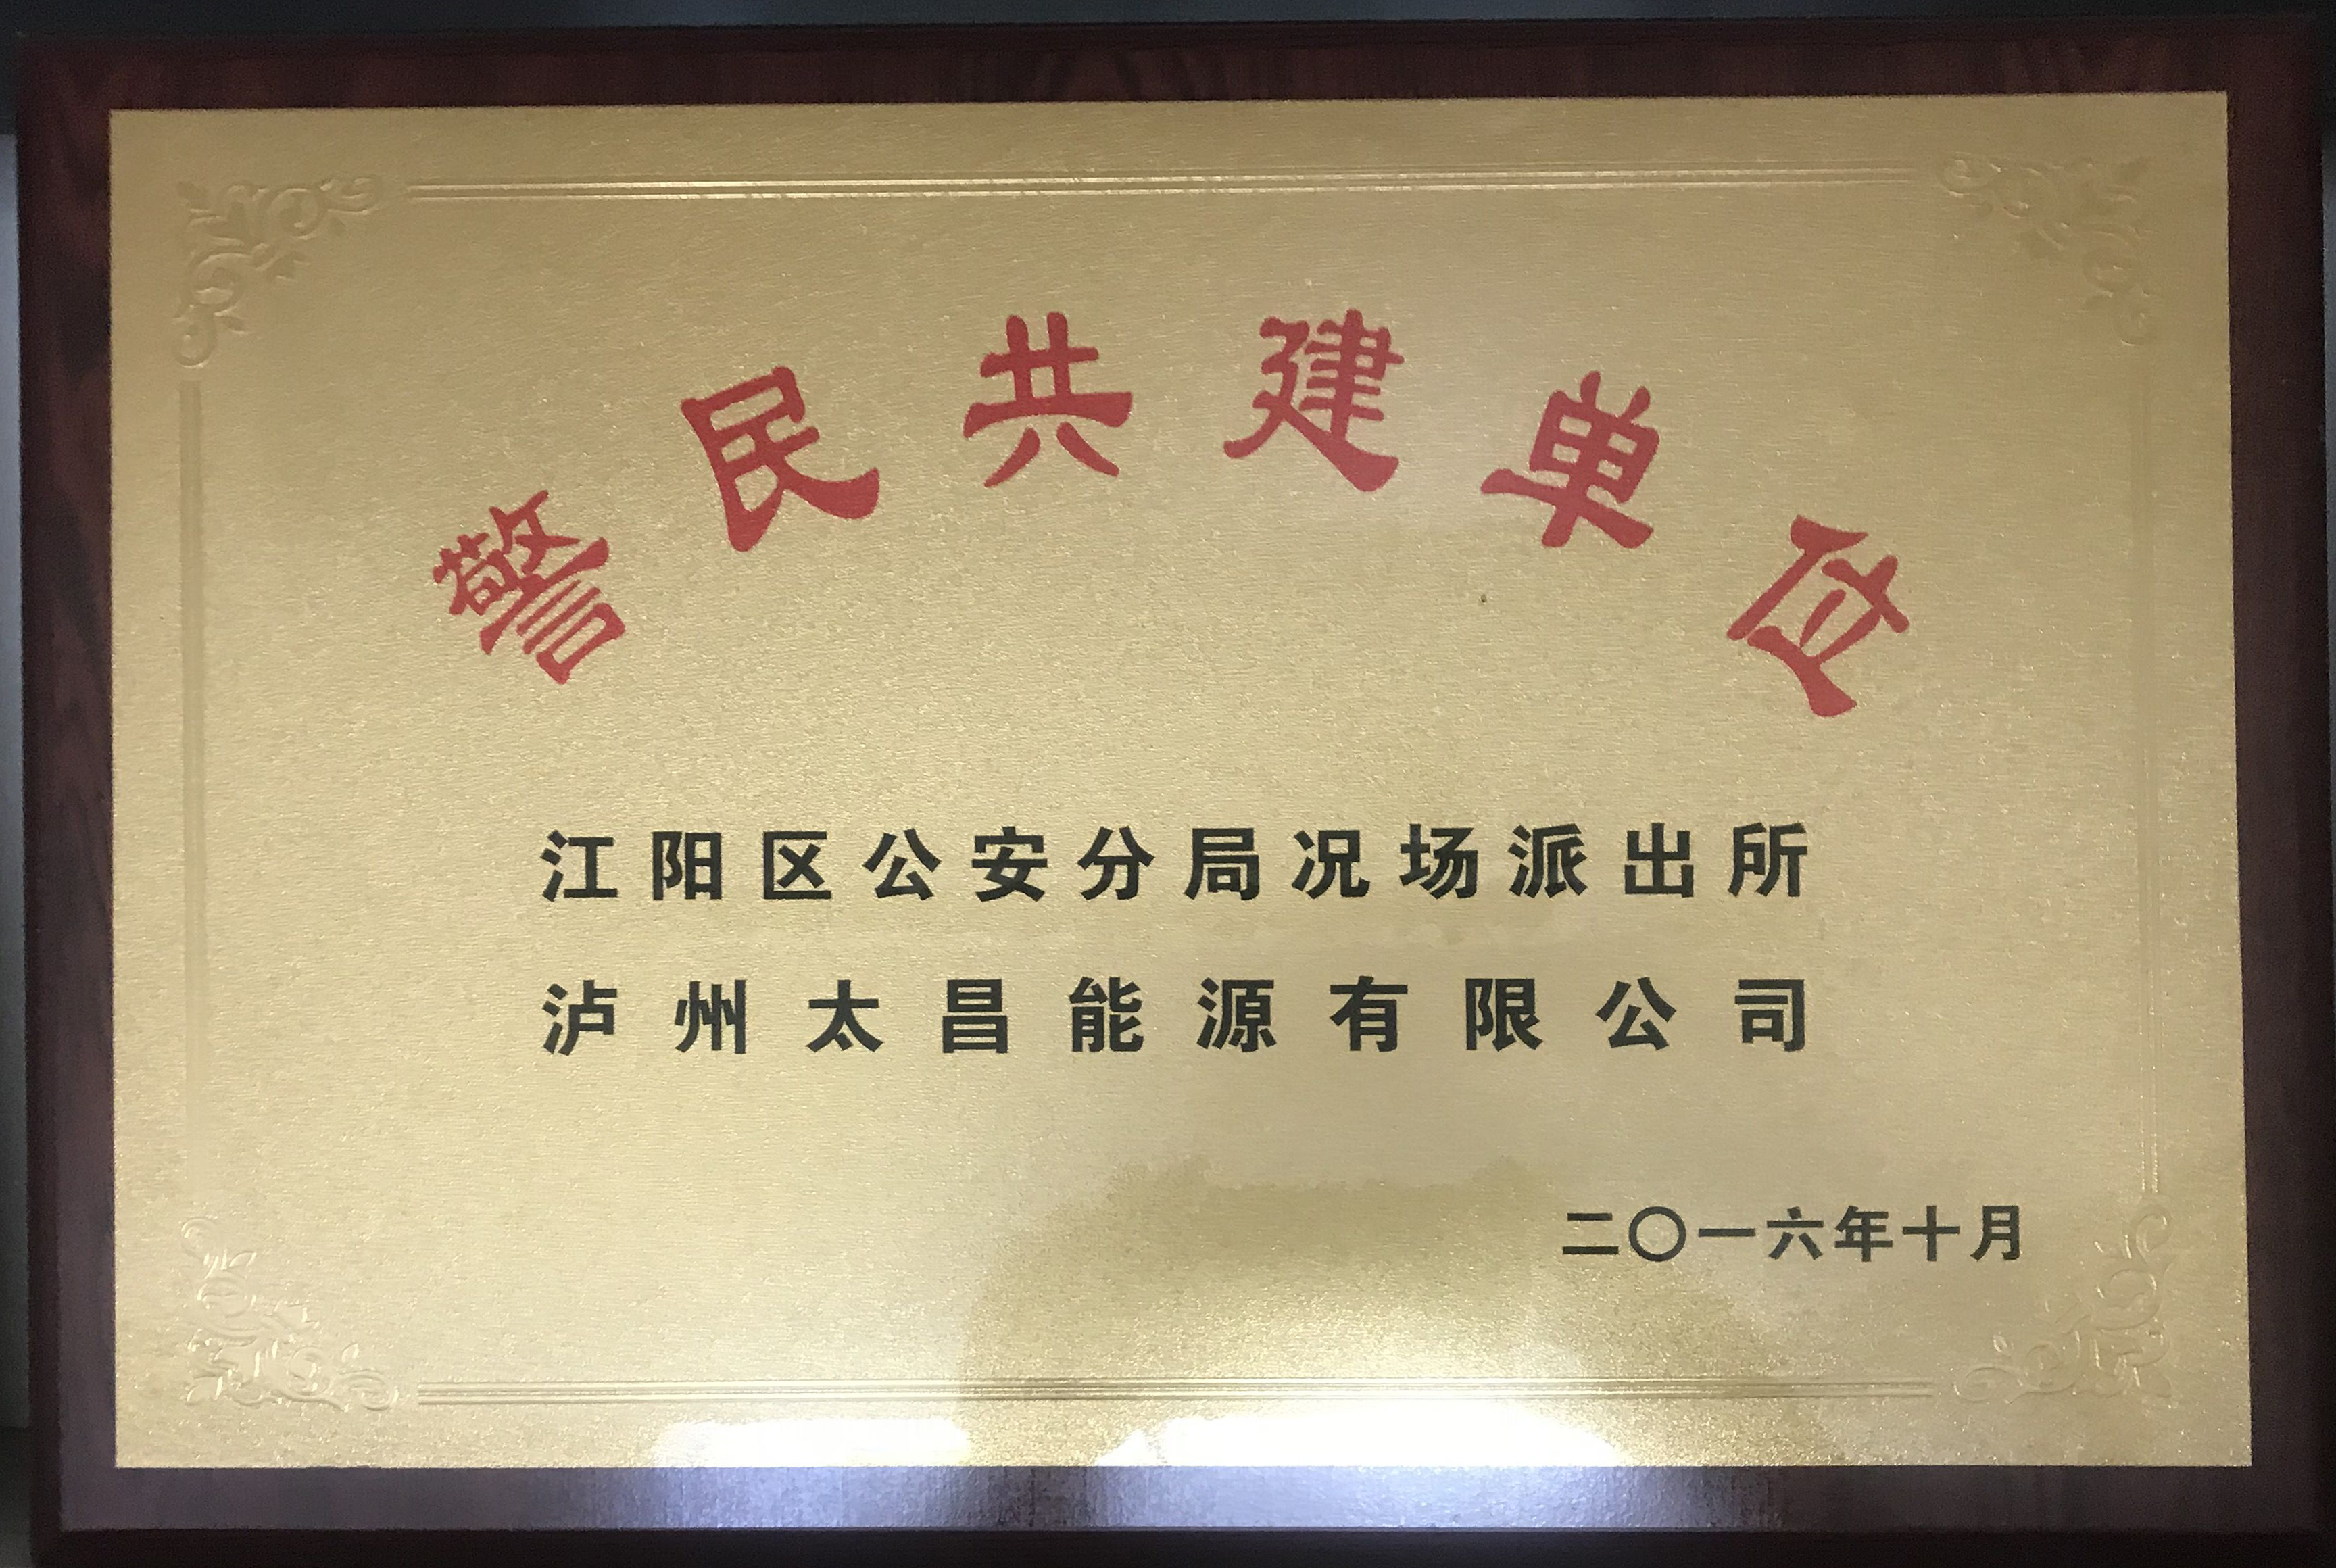 警民共建单位
江阳区公安分局况场派出所
泸州太昌能源有限公司
二〇一六年十月